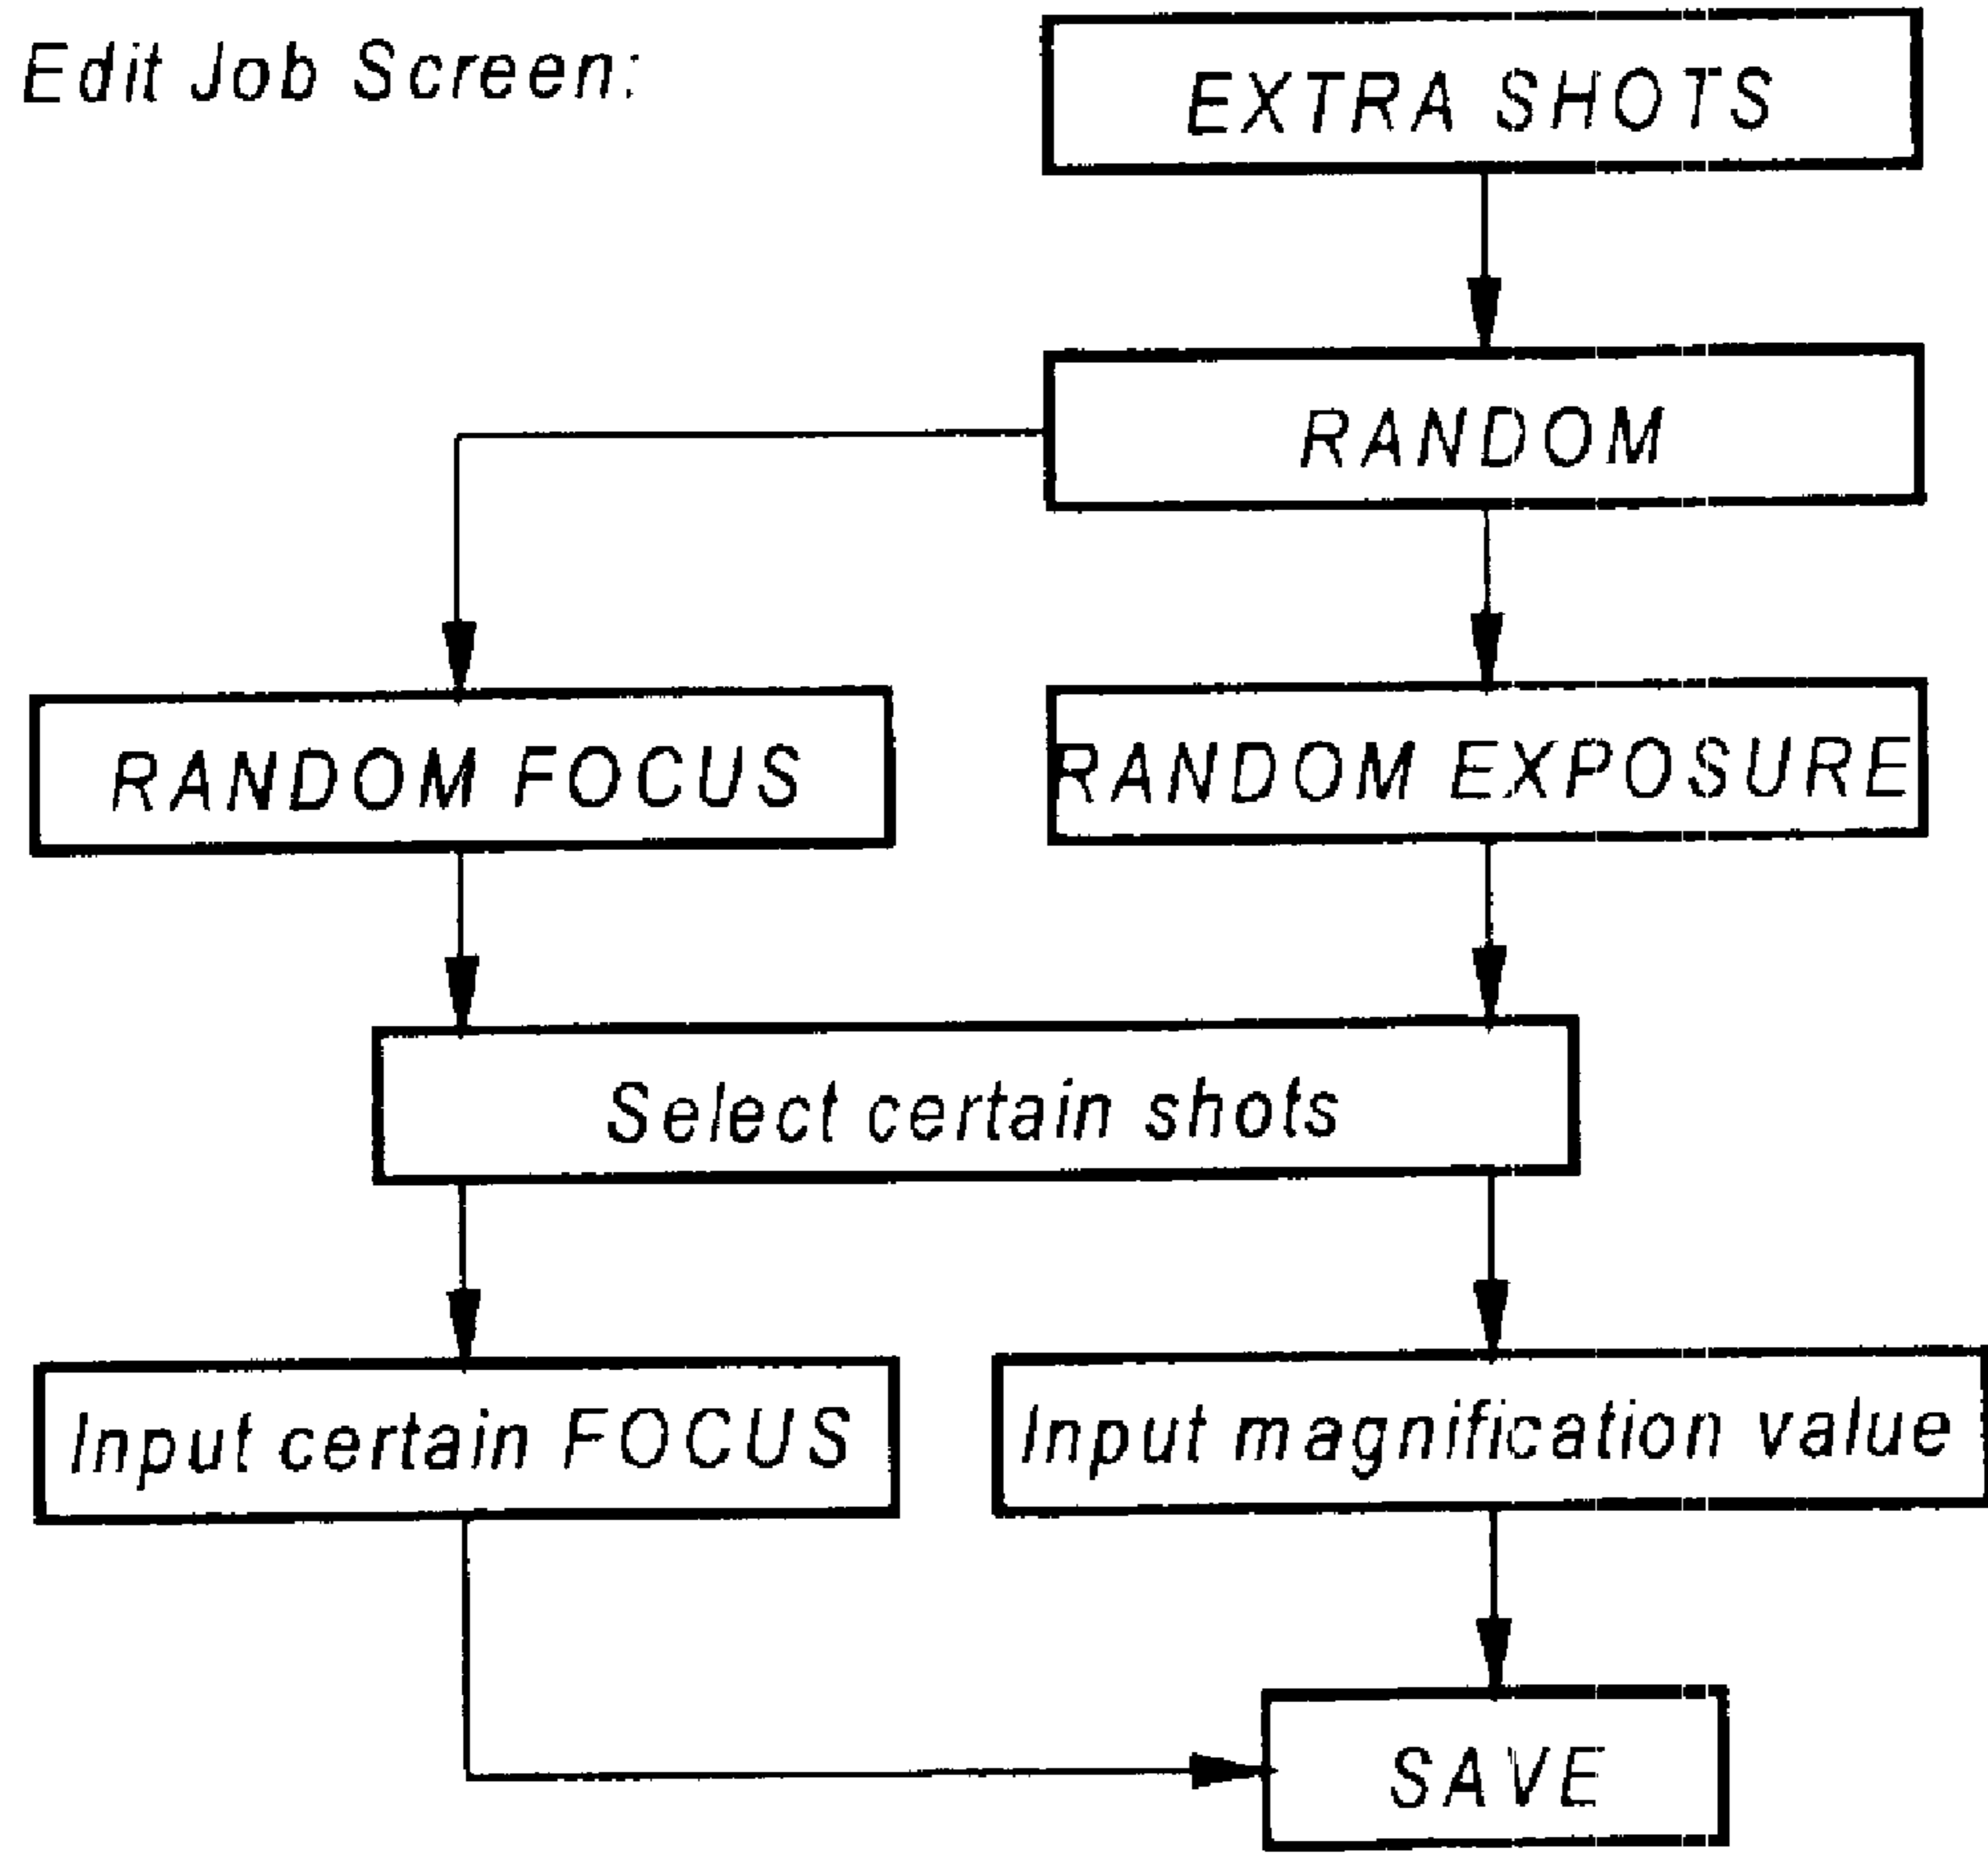 Edit Job Screen:
EXTRA SHOTS
RANDOM
RANDOM FOCUS
RANDOM EXPOSURE
Select certain shots
Input certain FOCUS
Input magnification value
SAVE